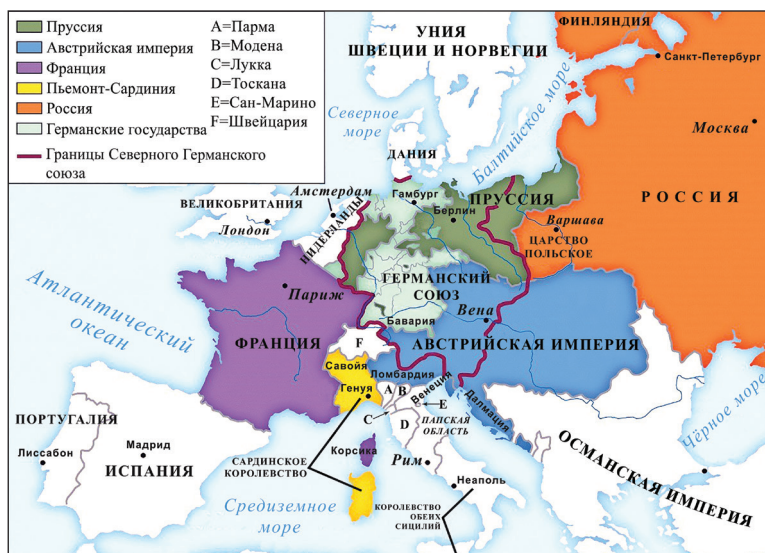 Пруссия
Австрийская империя
Франция
Пьемонт-Сардиния
Россия
Германские государства
Границы Северного Германского
союза
A=Парма
B=Модена
C=Лукка
D=Тоскана
E=Сан-Марино
F=Швейцария
УНИЯ
ШВЕЦИИ И НОРВЕГИИ
ФИНЛЯНДИЯ
Санкт-Петербург
Северное
море
Балтийское море
Москва
ДАНИЯ
РОССИЯ
Амстердам
Гамбург
ПРУССИЯ
Берлин
ВЕЛИКОБРИТАНИЯ
Лондон
НИДЕРЛАНДЫ
Варшава
ЦАРСТВО
ПОЛЬСКОЕ
Атлантический
океан
Париж
ГЕРМАНСКИЙ
СОЮЗ
Вена
Бавария
ФРАНЦИЯ
F
АВСТРИЙСКАЯ ИМПЕРИЯ
Савойя
Ломбардия
Венеция
Генуя
A
B
C
D
E
Далмация
ПАПСКАЯ
ОБЛАСТЬ
ПОРТУГАЛИЯ
Лиссабон
Мадрид
ИСПАНИЯ
Корсика
САРДИНСКОЕ
КОРОЛЕВСТВО
Рим
Неаполь
Чёрное море
ОСМАНСКАЯ ИМПЕРИЯ
Средиземное
море
КОРОЛЕВСТВО
ОБЕИХ
СИЦИЛИЙ